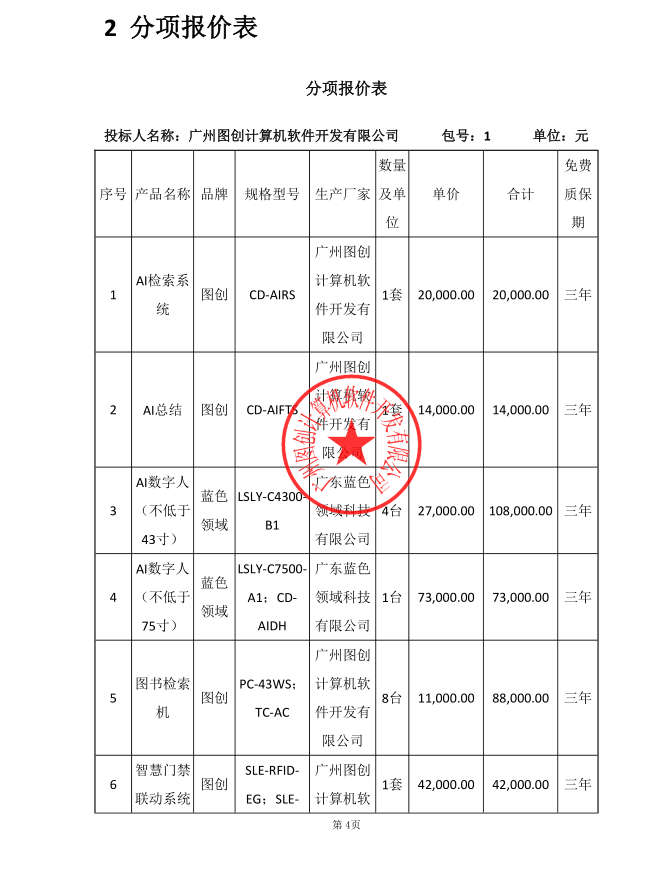 2 分项报价表
分项报价表
投标人名称：广州图创计算机软件开发有限公司 包号：1 单位：元
序号 产品名称 品牌 规格型号 生产厂家 数量及单位 单价 合计 免费质保期
1 AI检索系统 图创 CD-AIRS 广州图创计算机软件开发有限公司 1套 20,000.00 20,000.00 三年
2 AI总结 图创 CD-AIFTS 广州图创计算机软件开发有限公司 1套 14,000.00 14,000.00 三年
3 AI数字人（不低于43寸） 蓝色领域 LSLY-C4300-B1 广东蓝色领域科技有限公司 4台 27,000.00 108,000.00 三年
4 AI数字人（不低于75寸） 蓝色领域 LSLY-C7500-A1；CD-AIDH 广东蓝色领域科技有限公司 1台 73,000.00 73,000.00 三年
5 图书检索机 图创 PC-43WS；TC-AC 广州图创计算机软件开发有限公司 8台 11,000.00 88,000.00 三年
6 智慧门禁联动系统 图创 SLE-RFID-EG；SLE- 广州图创计算机软 1套 42,000.00 42,000.00 三年
广州图创计算机软件开发有限公司
第 4页